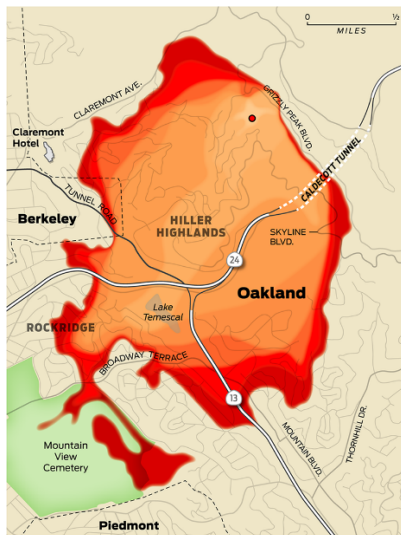 0 ½
MILES
CLAREMONT AVE.
GRIZZLY PEAK BLVD.
Claremont
Hotel
CALDECOTT TUNNEL
TUNNEL ROAD
Berkeley
HILLER
HIGHLANDS
SKYLINE
BLVD.
24
Oakland
Lake
Temescal
ROCKRIDGE
BROADWAY TERRACE
13
Mountain
View
Cemetery
MOUNTAIN BLVD.
THORNHILL DR.
Piedmont